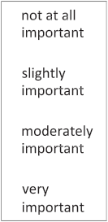 not at all
important
slightly
important
moderately
important
very
important